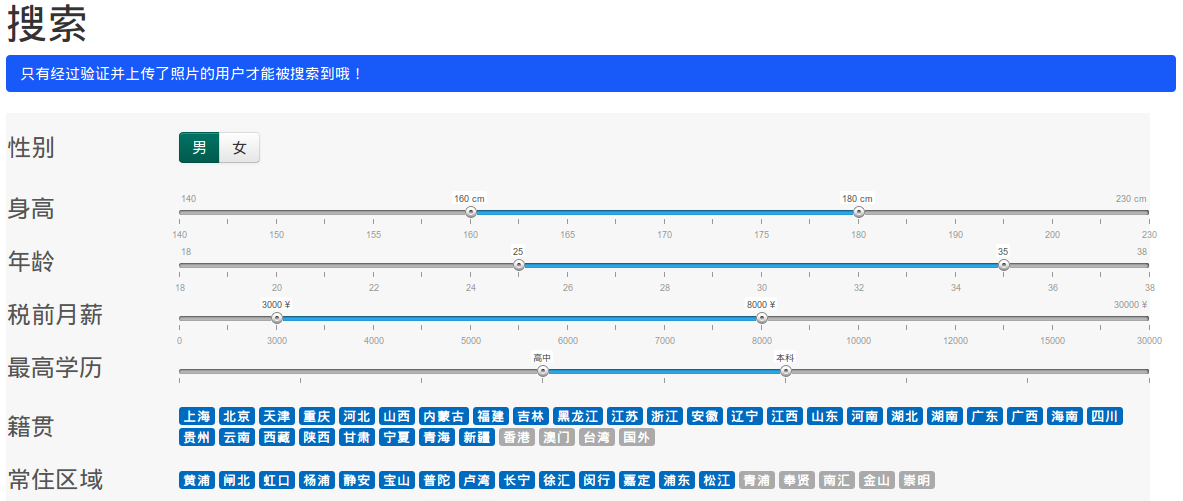 搜索
只有经过验证并上传了照片的用户才能被搜索到哦！
性别 男 女
身高 140 160 cm 180 cm 230 cm
140 150 155 160 165 170 175 180 190 200 230
年龄 18 25 35 38
18 20 22 24 26 28 30 32 34 36 38
税前月薪 3000 ¥ 8000 ¥ 30000 ¥
0 3000 4000 5000 6000 7000 8000 10000 12000 15000 30000
最高学历 高中 本科
籍贯 上海 北京 天津 重庆 河北 山西 内蒙古 福建 吉林 黑龙江 江苏 浙江 安徽 辽宁 江西 山东 河南 湖北 湖南 广东 广西 海南 四川
贵州 云南 西藏 陕西 甘肃 宁夏 青海 新疆 香港 澳门 台湾 国外
常住区域 黄浦 闸北 虹口 杨浦 静安 宝山 普陀 卢湾 长宁 徐汇 闵行 嘉定 浦东 松江 青浦 奉贤 南汇 金山 崇明